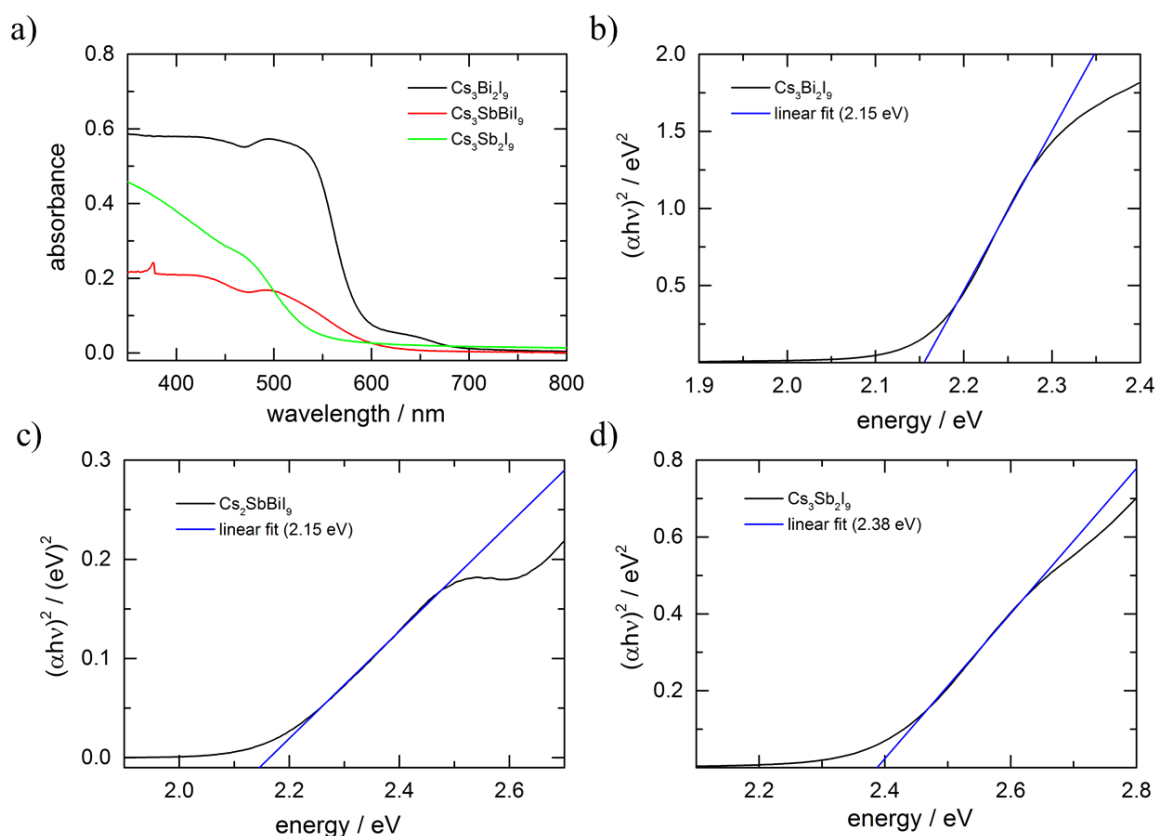 a)
0.8
0.6
0.4
0.2
0.0
absorbance
Cs₃Bi₂I₉
Cs₃SbBiI₉
Cs₃Sb₂I₉
400 500 600 700 800
wavelength / nm
b)
2.0
1.5
1.0
0.5
(αhν)² / eV²
Cs₃Bi₂I₉
linear fit (2.15 eV)
1.9 2.0 2.1 2.2 2.3 2.4
energy / eV
c)
0.3
0.2
0.1
0.0
(αhν)² / (eV)²
Cs₂SbBiI₉
linear fit (2.15 eV)
2.0 2.2 2.4 2.6
energy / eV
d)
0.8
0.6
0.4
0.2
(αhν)² / eV²
Cs₃Sb₂I₉
linear fit (2.38 eV)
2.2 2.4 2.6 2.8
energy / eV